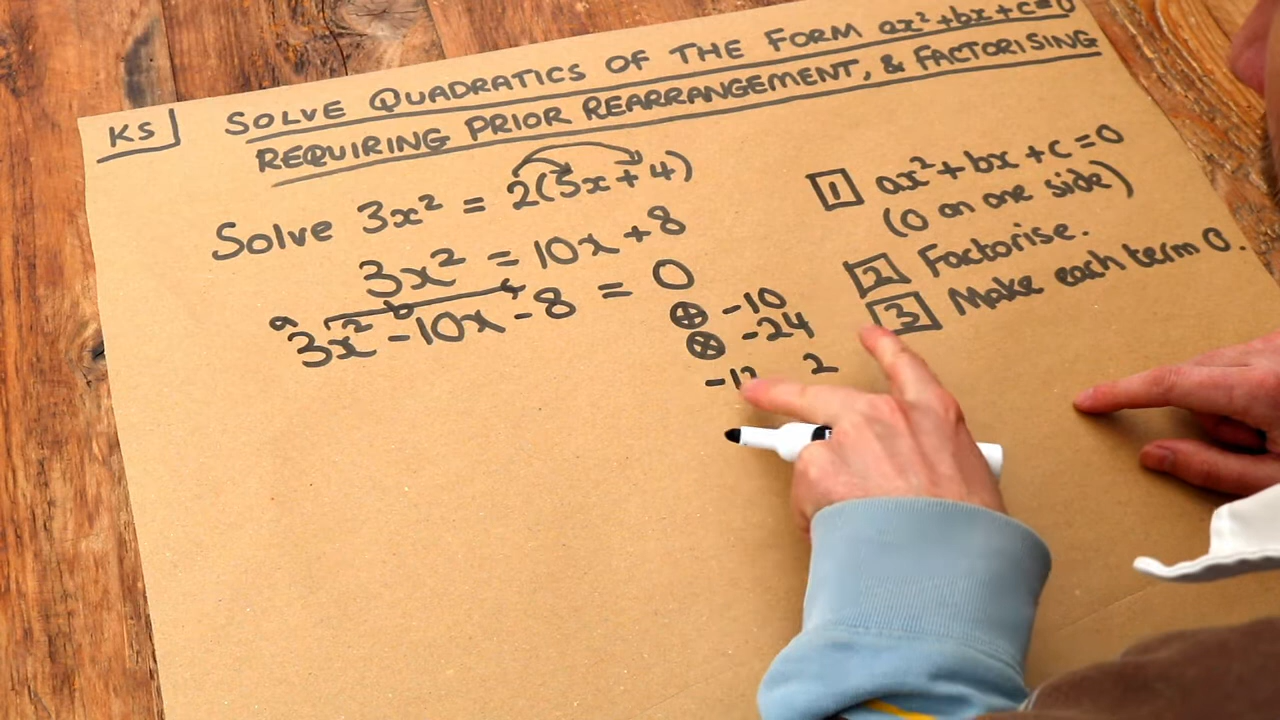 KS
SOLVE QUADRATICS OF THE FORM ax²+bx+c=0
REQUIRING PRIOR REARRANGEMENT, & FACTORISING
Solve 3x² = 2(5x+4)
3x² = 10x + 8
a b c
3x² - 10x - 8 = 0
⊕ -10
⊗ -24
-12 2
1 ax² + bx + c = 0
(0 on one side)
2 Factorise.
3 Make each term 0.